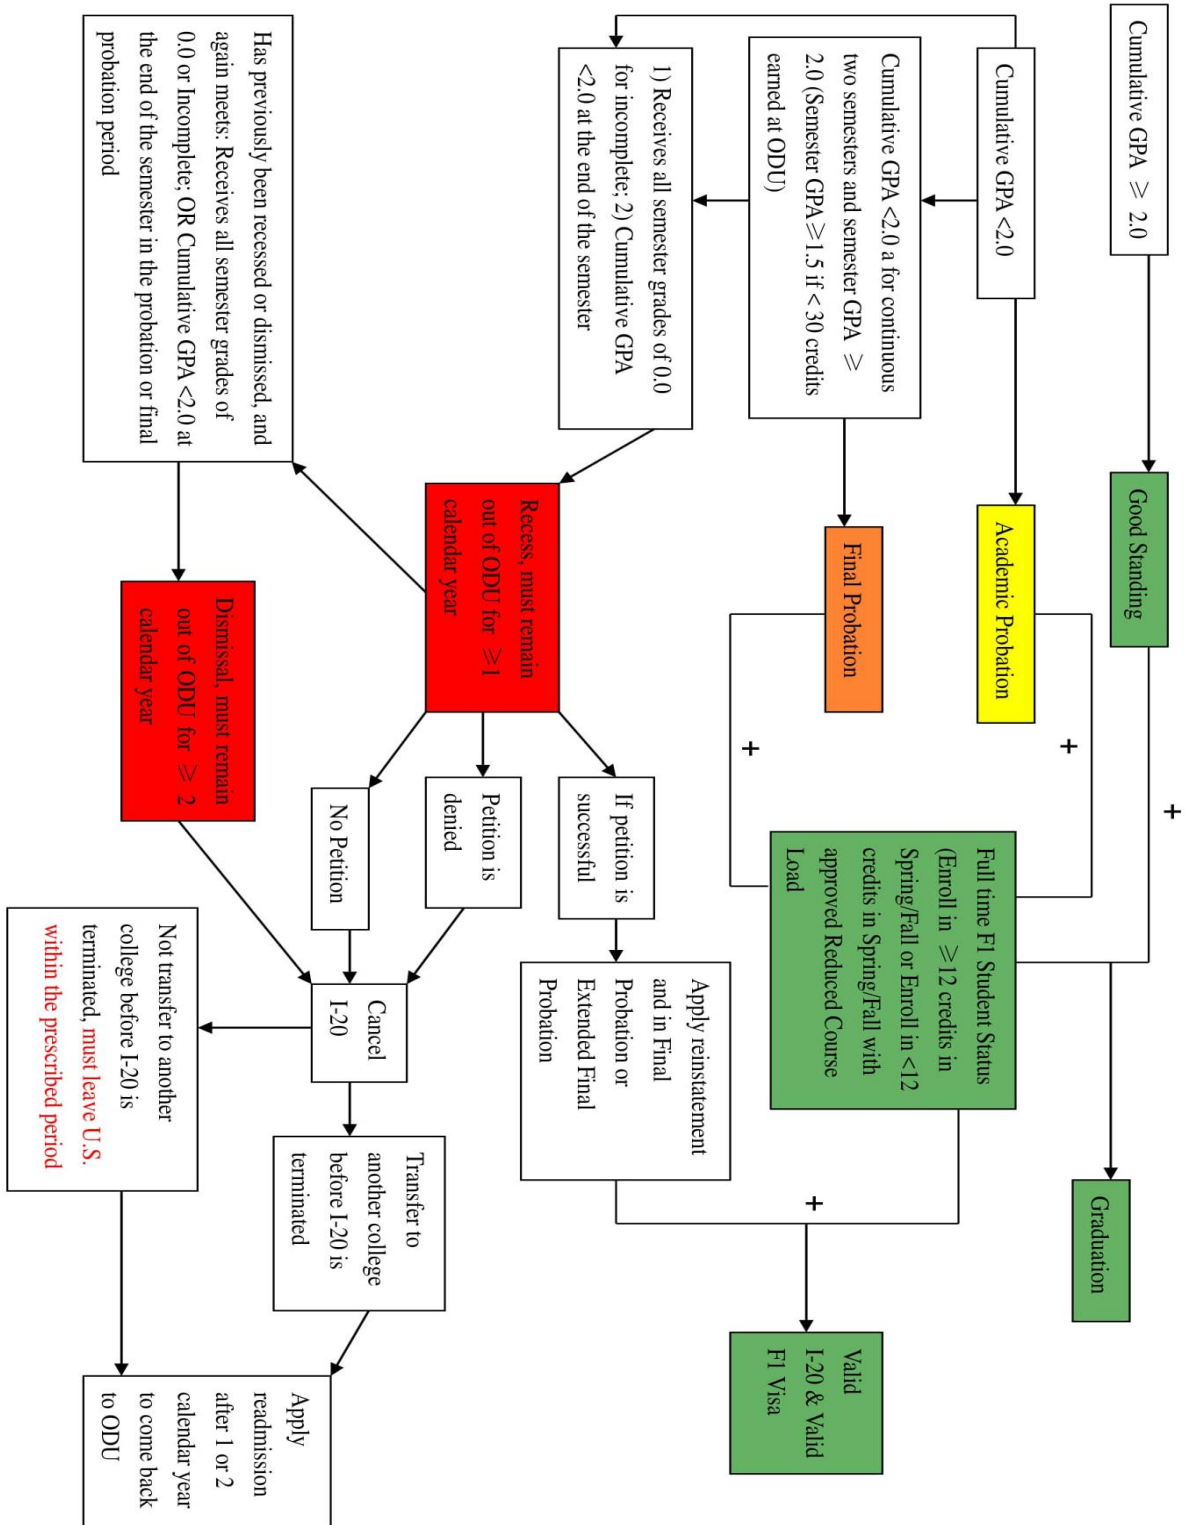 Cumulative GPA ≥ 2.0
Good Standing
+
Graduation
Cumulative GPA <2.0
Academic Probation
+
Cumulative GPA <2.0 a for continuous
two semesters and semester GPA ≥
2.0 (Semester GPA≥1.5 if < 30 credits
earned at ODU)
Final Probation
+
Full time F1 Student Status
(Enroll in ≥12 credits in
Spring/Fall or Enroll in <12
credits in Spring/Fall with
approved Reduced Course
Load
+
Valid
I-20 & Valid
F1 Visa
1) Receives all semester grades of 0.0
for incomplete; 2) Cumulative GPA
<2.0 at the end of the semester
Recess, must remain
out of ODU for ≥1
calendar year
If petition is
successful
Apply reinstatement
and in Final
Probation or
Extended Final
Probation
Petition is
denied
No Petition
Cancel
I-20
Transfer to
another college
before I-20 is
terminated
Has previously been recessed or dismissed, and
again meets: Receives all semester grades of
0.0 or Incomplete; OR Cumulative GPA <2.0 at
the end of the semester in the probation or final
probation period
Dismissal, must remain
out of ODU for ≥ 2
calendar year
Not transfer to another
college before I-20 is
terminated, must leave U.S.
within the prescribed period
Apply
readmission
after 1 or 2
calendar year
to come back
to ODU